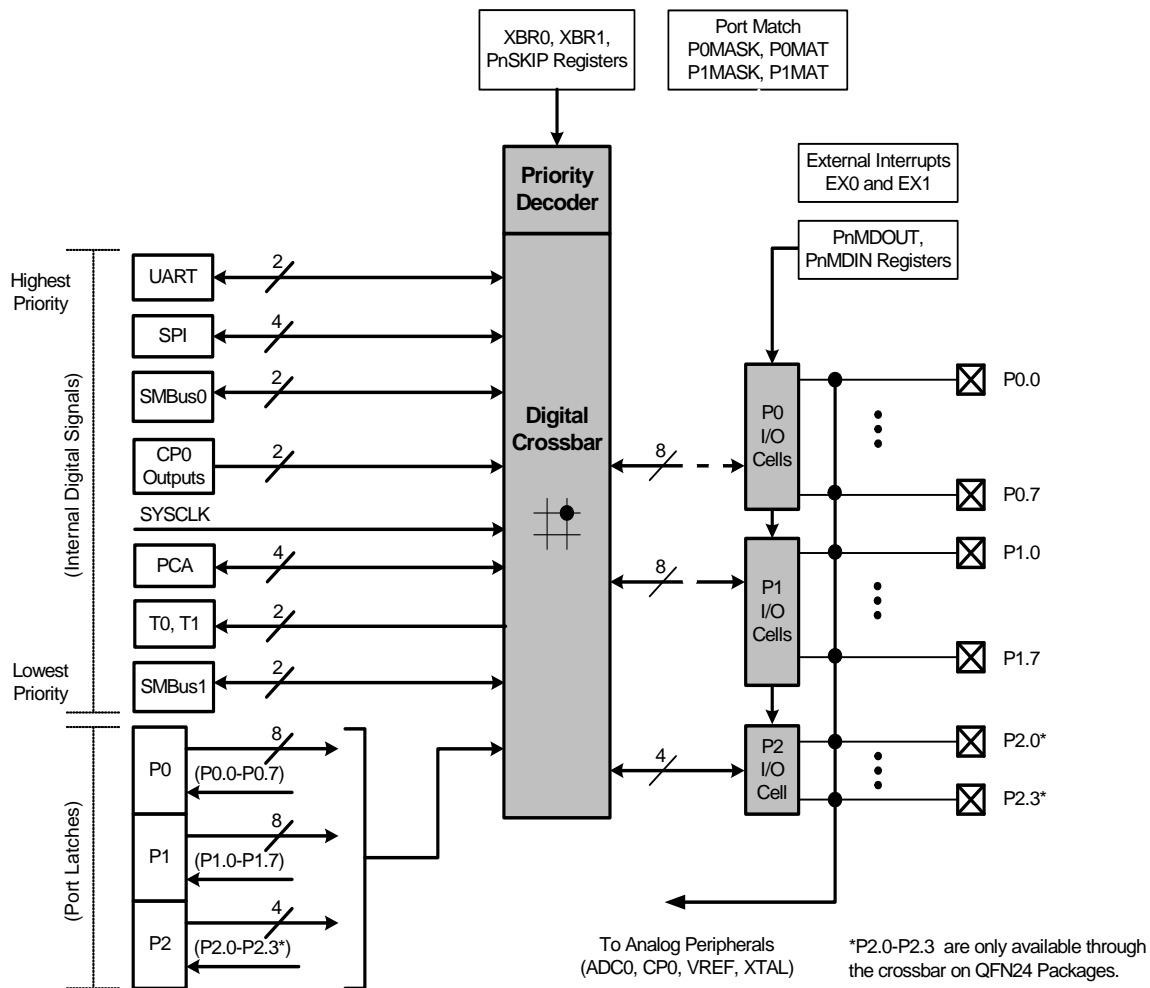 XBR0, XBR1,
PnSKIP Registers
Port Match
P0MASK, P0MAT
P1MASK, P1MAT
External Interrupts
EX0 and EX1
Priority
Decoder
PnMDOUT,
PnMDIN Registers
Highest
Priority
(Internal Digital Signals)
Lowest
Priority
UART
2
SPI
4
SMBus0
2
CP0
Outputs
2
SYSCLK
PCA
4
T0, T1
2
SMBus1
2
Digital
Crossbar
8
8
4
P0
I/O
Cells
P1
I/O
Cells
P2
I/O
Cell
P0.0
P0.7
P1.0
P1.7
P2.0*
P2.3*
(Port Latches)
P0
8
(P0.0-P0.7)
P1
8
(P1.0-P1.7)
P2
4
(P2.0-P2.3*)
To Analog Peripherals
(ADC0, CP0, VREF, XTAL)
*P2.0-P2.3 are only available through
the crossbar on QFN24 Packages.